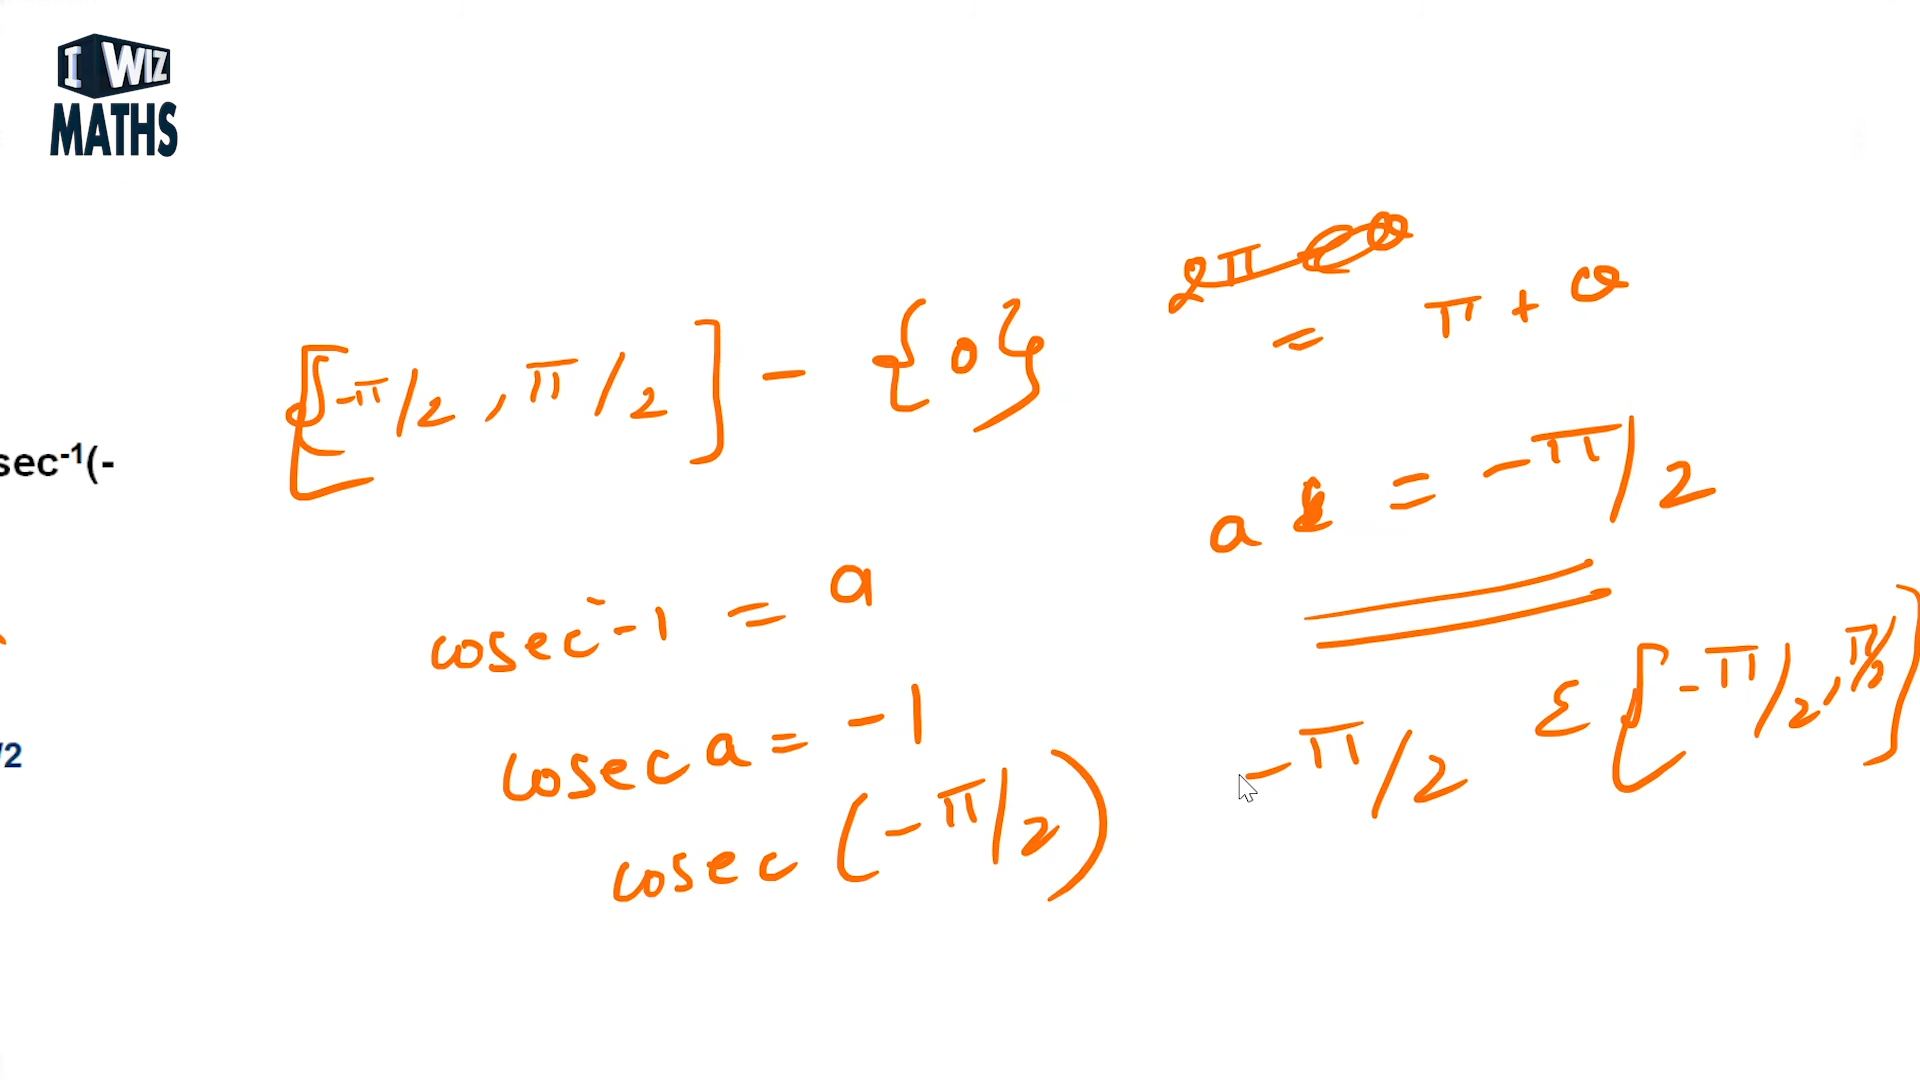 I WIZ
MATHS
2π
= π + θ
[-π/2, π/2] - {0}
sec⁻¹(-
a = -π/2
cosec⁻ -1 = a
cosec a = -1
/2
-π/2 ε [-π/2, π/2]
cosec (-π/2)